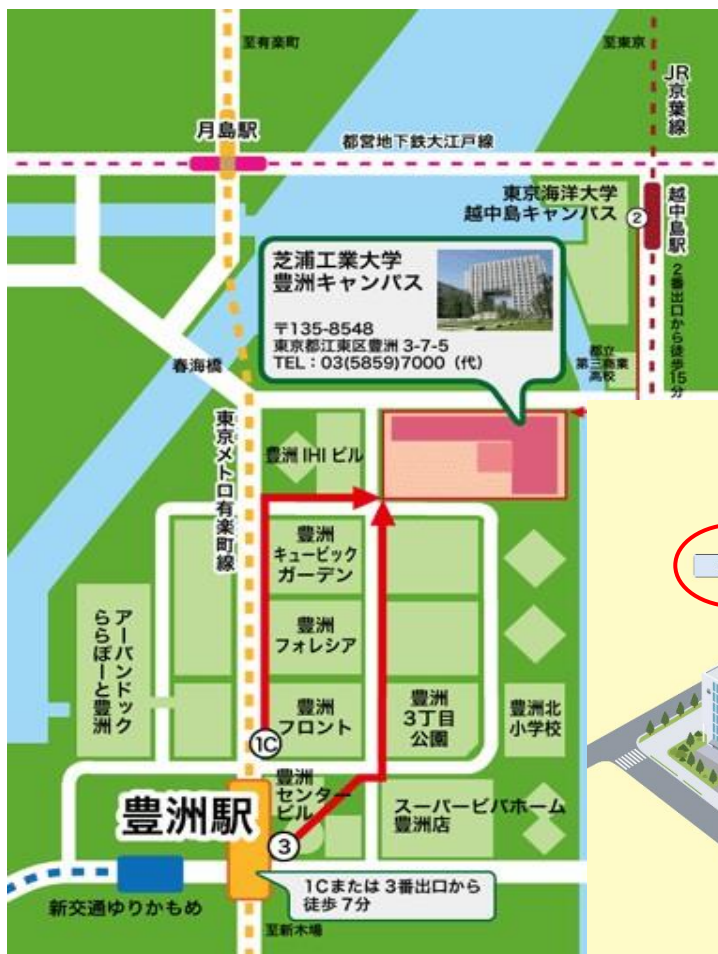 至有楽町
至東京
JR京葉線
月島駅
都営地下鉄大江戸線
東京海洋大学
越中島キャンパス
2
越中島駅
2番出口から徒歩15分
芝浦工業大学
豊洲キャンパス
〒135-8548
東京都江東区豊洲 3-7-5
TEL：03(5859)7000（代）
都立
第三商業
高校
春海橋
東京メトロ有楽町線
豊洲 IHI ビル
豊洲
キュービック
ガーデン
豊洲
フォレシア
アーバンドック
ららぽーと豊洲
豊洲
フロント
豊洲
3丁目
公園
豊洲北
小学校
1C
豊洲駅
豊洲
センター
ビル
3
スーパービバホーム
豊洲店
新交通ゆりかもめ
1Cまたは 3番出口から
徒歩 7分
至新木場